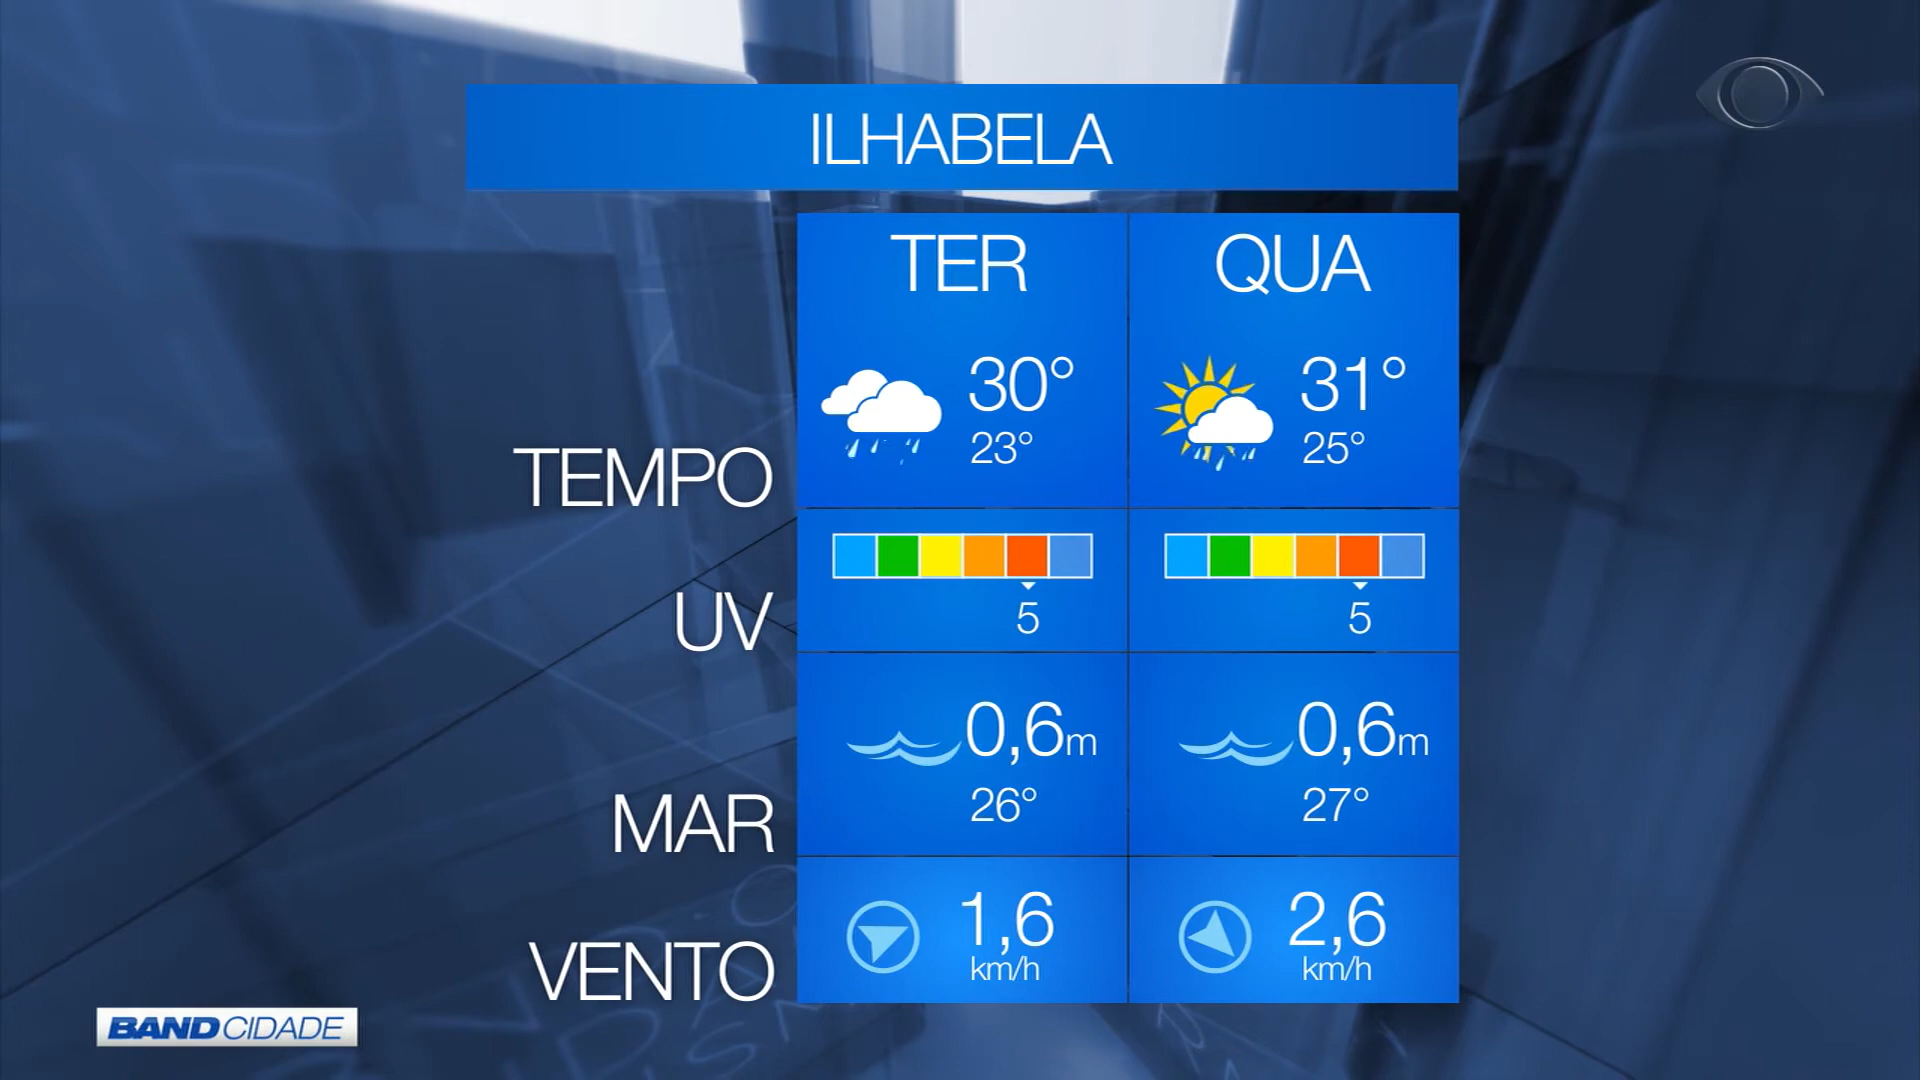 ILHABELA
TER QUA
30° 31°
23° 25°
TEMPO
5 5
UV
0,6m 0,6m
26° 27°
MAR
1,6 2,6
km/h km/h
VENTO
BAND CIDADE